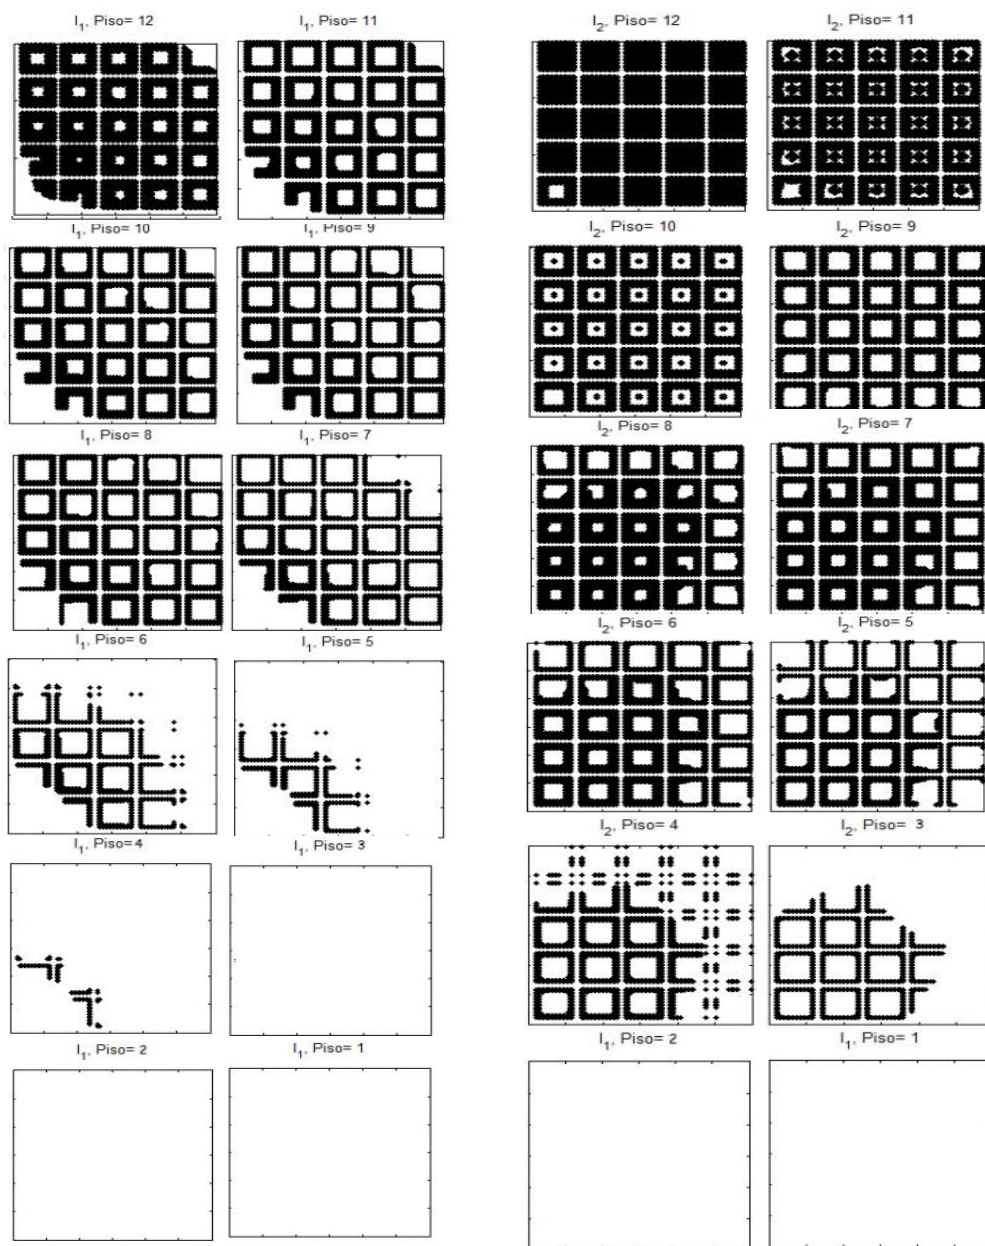 I1, Piso= 12
I1, Piso= 11
I2, Piso= 12
I2, Piso= 11
I1, Piso= 10
I1, Piso= 9
I2, Piso= 10
I2, Piso= 9
I1, Piso= 8
I1, Piso= 7
I2, Piso= 8
I2, Piso= 7
I1, Piso= 6
I1, Piso= 5
I2, Piso= 6
I2, Piso= 5
I1, Piso= 4
I1, Piso= 3
I2, Piso= 4
I2, Piso= 3
I1, Piso= 2
I1, Piso= 1
I1, Piso= 2
I1, Piso= 1